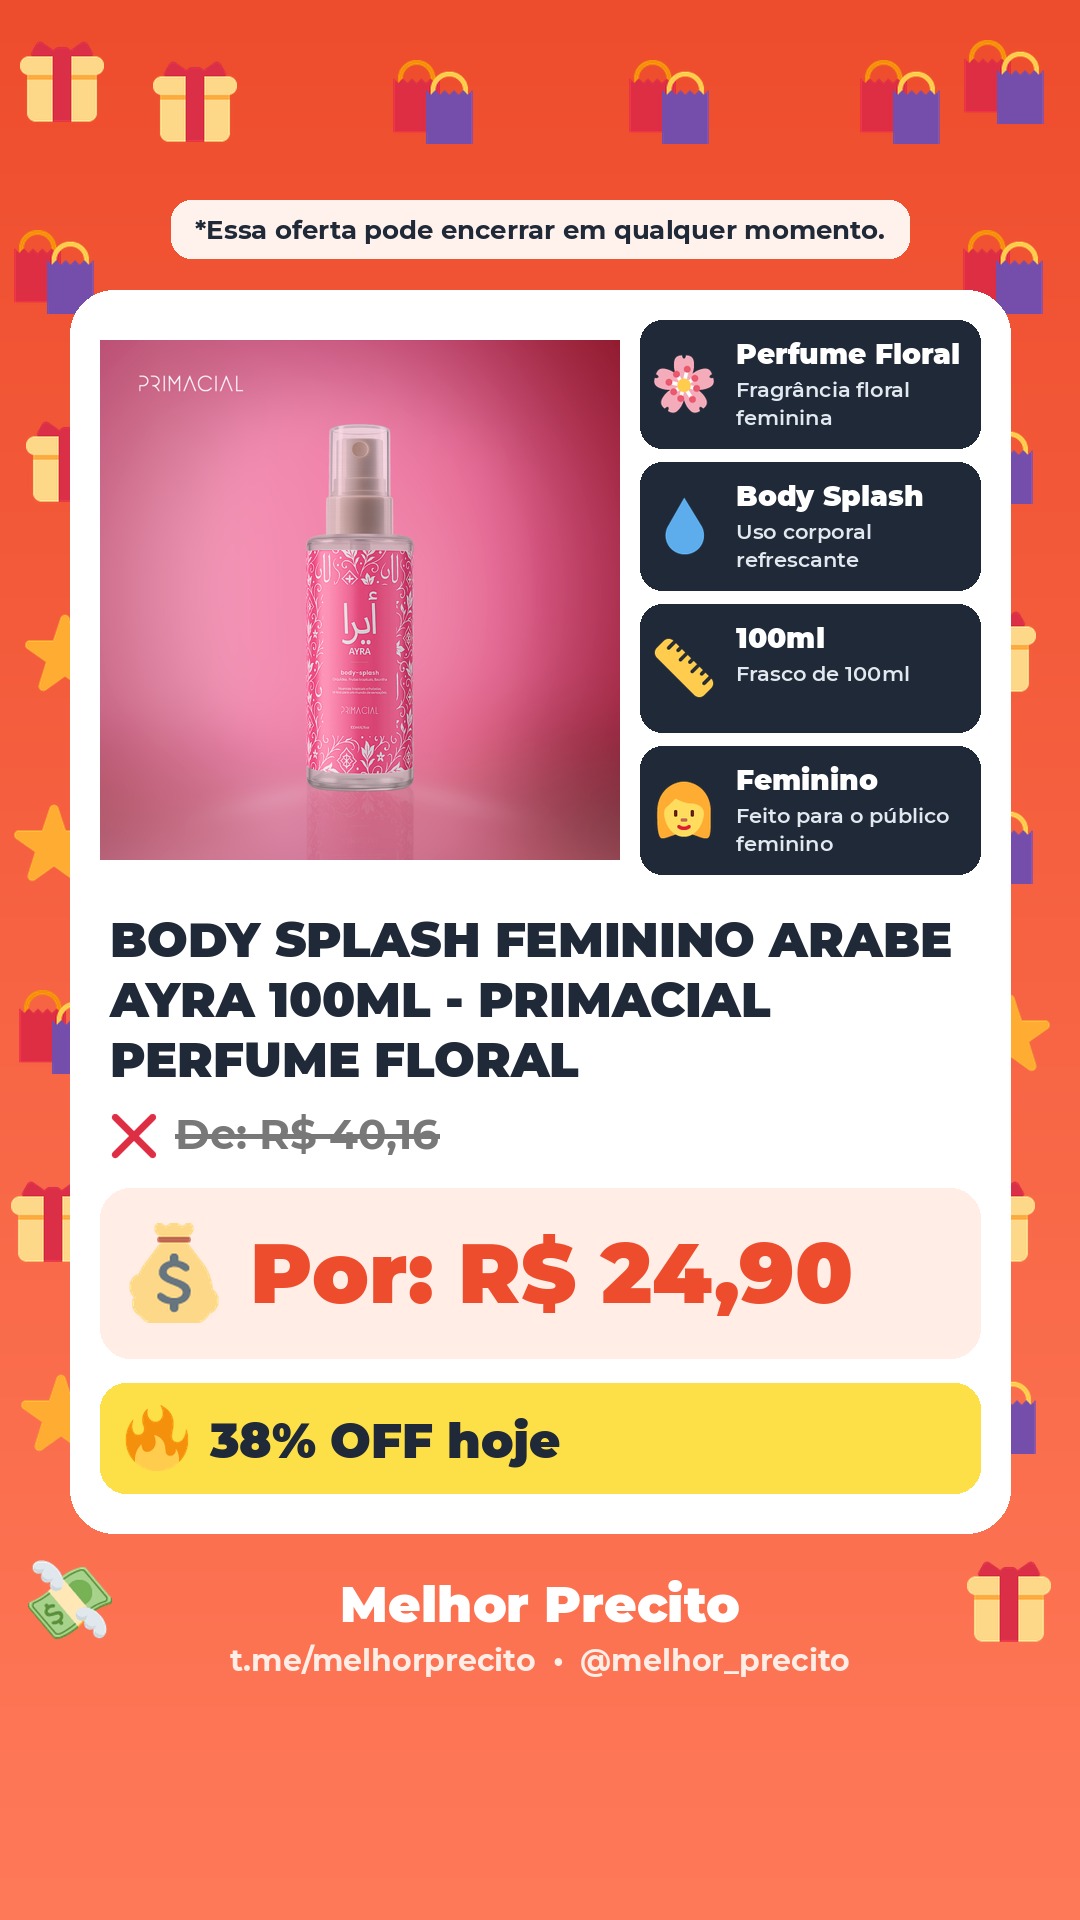 *Essa oferta pode encerrar em qualquer momento.
PRIMACIAL
أيرا
AYRA
body-splash
PRIMACIAL
Perfume Floral
Fragrância floral
feminina
Body Splash
Uso corporal
refrescante
100ml
Frasco de 100ml
Feminino
Feito para o público
feminino
BODY SPLASH FEMININO ARABE
AYRA 100ML - PRIMACIAL
PERFUME FLORAL
De: R$ 40,16
Por: R$ 24,90
38% OFF hoje
Melhor Precito
t.me/melhorprecito • @melhor_precito